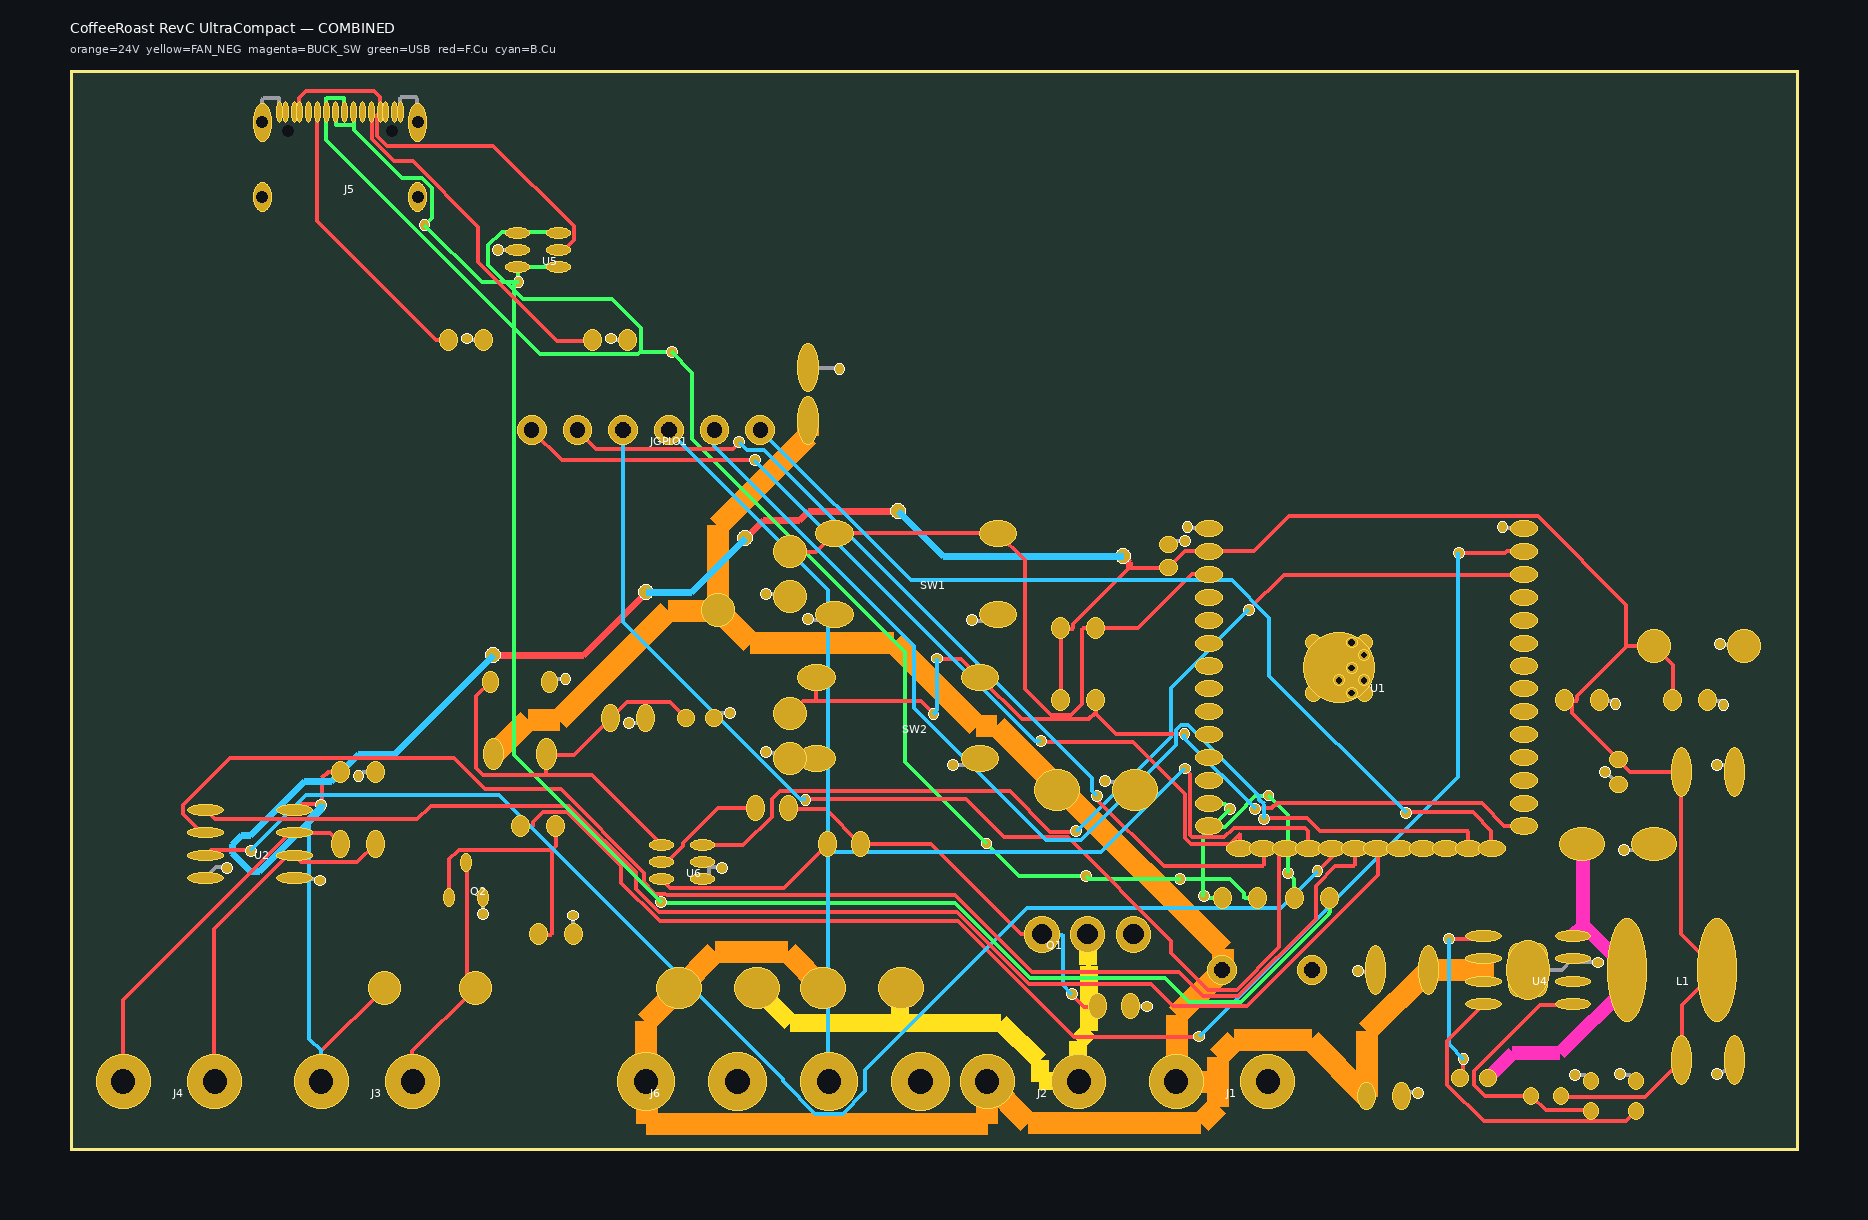 CoffeeRoast RevC UltraCompact — COMBINED
orange=24V yellow=FAN_NEG magenta=BUCK_SW green=USB red=F.Cu cyan=B.Cu
J5
U5
JGPIO1
SW1
U1
SW2
U2
U6
Q2
Q1
U4
L1
J4
J3
J6
J2
J1